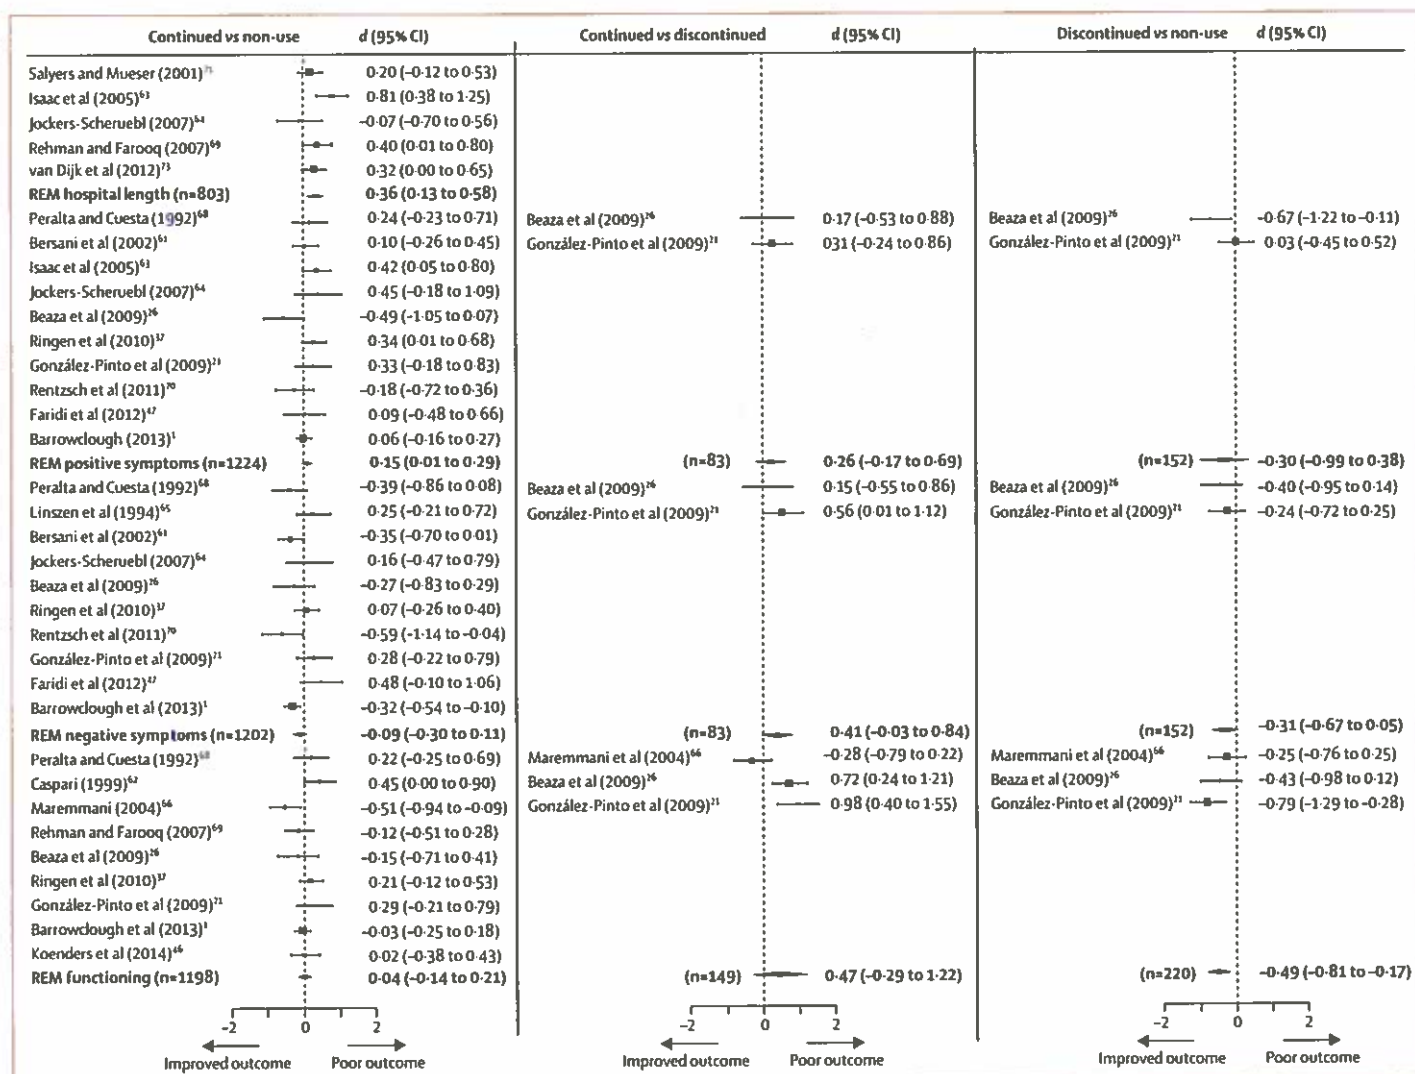 Continued vs non-use d (95% CI) Continued vs discontinued d (95% CI) Discontinued vs non-use d (95% CI)
Salyers and Mueser (2001)⁷¹ 0·20 (–0·12 to 0·53)
Isaac et al (2005)⁶³ 0·81 (0·38 to 1·25)
Jockers-Scheruebl (2007)⁶⁴ –0·07 (–0·70 to 0·56)
Rehman and Farooq (2007)⁶⁹ 0·40 (0·01 to 0·80)
van Dijk et al (2012)⁷³ 0·32 (0·00 to 0·65)
REM hospital length (n=803) 0·36 (0·13 to 0·58)
Peralta and Cuesta (1992)⁶⁸ 0·24 (–0·23 to 0·71) Beaza et al (2009)²⁶ 0·17 (–0·53 to 0·88) Beaza et al (2009)²⁶ –0·67 (–1·22 to –0·11)
Bersani et al (2002)⁶¹ 0·10 (–0·26 to 0·45) González-Pinto et al (2009)²¹ 031 (–0·24 to 0·86) González-Pinto et al (2009)²¹ 0·03 (–0·45 to 0·52)
Isaac et al (2005)⁶³ 0·42 (0·05 to 0·80)
Jockers-Scheruebl (2007)⁶⁴ 0·45 (–0·18 to 1·09)
Beaza et al (2009)²⁶ –0·49 (–1·05 to 0·07)
Ringen et al (2010)³⁷ 0·34 (0·01 to 0·68)
González-Pinto et al (2009)²¹ 0·33 (–0·18 to 0·83)
Rentzsch et al (2011)⁷⁰ –0·18 (–0·72 to 0·36)
Faridi et al (2012)⁴⁷ 0·09 (–0·48 to 0·66)
Barrowclough (2013)¹ 0·06 (–0·16 to 0·27)
REM positive symptoms (n=1224) 0·15 (0·01 to 0·29) (n=83) 0·26 (–0·17 to 0·69) (n=152) –0·30 (–0·99 to 0·38)
Peralta and Cuesta (1992)⁶⁸ –0·39 (–0·86 to 0·08) Beaza et al (2009)²⁶ 0·15 (–0·55 to 0·86) Beaza et al (2009)²⁶ –0·40 (–0·95 to 0·14)
Linszen et al (1994)⁶⁵ 0·25 (–0·21 to 0·72) González-Pinto et al (2009)²¹ 0·56 (0·01 to 1·12) González-Pinto et al (2009)²¹ –0·24 (–0·72 to 0·25)
Bersani et al (2002)⁶¹ –0·35 (–0·70 to 0·01)
Jockers-Scheruebl (2007)⁶⁴ 0·16 (–0·47 to 0·79)
Beaza et al (2009)²⁶ –0·27 (–0·83 to 0·29)
Ringen et al (2010)³⁷ 0·07 (–0·26 to 0·40)
Rentzsch et al (2011)⁷⁰ –0·59 (–1·14 to –0·04)
González-Pinto et al (2009)²¹ 0·28 (–0·22 to 0·79)
Faridi et al (2012)⁴⁷ 0·48 (–0·10 to 1·06)
Barrowclough et al (2013)¹ –0·32 (–0·54 to –0·10)
REM negative symptoms (n=1202) –0·09 (–0·30 to 0·11) (n=83) 0·41 (–0·03 to 0·84) (n=152) –0·31 (–0·67 to 0·05)
Peralta and Cuesta (1992)⁶⁸ 0·22 (–0·25 to 0·69) Maremmani et al (2004)⁶⁶ –0·28 (–0·79 to 0·22) Maremmani et al (2004)⁶⁶ –0·25 (–0·76 to 0·25)
Caspari (1999)⁶² 0·45 (0·00 to 0·90) Beaza et al (2009)²⁶ 0·72 (0·24 to 1·21) Beaza et al (2009)²⁶ –0·43 (–0·98 to 0·12)
Maremmani (2004)⁶⁶ –0·51 (–0·94 to –0·09) González-Pinto et al (2009)²¹ 0·98 (0·40 to 1·55) González-Pinto et al (2009)²¹ –0·79 (–1·29 to –0·28)
Rehman and Farooq (2007)⁶⁹ –0·12 (–0·51 to 0·28)
Beaza et al (2009)²⁶ –0·15 (–0·71 to 0·41)
Ringen et al (2010)³⁷ 0·21 (–0·12 to 0·53)
González-Pinto et al (2009)²¹ 0·29 (–0·21 to 0·79)
Barrowclough et al (2013)¹ –0·03 (–0·25 to 0·18)
Koenders et al (2014)⁴⁶ 0·02 (–0·38 to 0·43)
REM functioning (n=1198) 0·04 (–0·14 to 0·21) (n=149) 0·47 (–0·29 to 1·22) (n=220) –0·49 (–0·81 to –0·17)
–2 0 2 –2 0 2 –2 0 2
Improved outcome Poor outcome Improved outcome Poor outcome Improved outcome Poor outcome